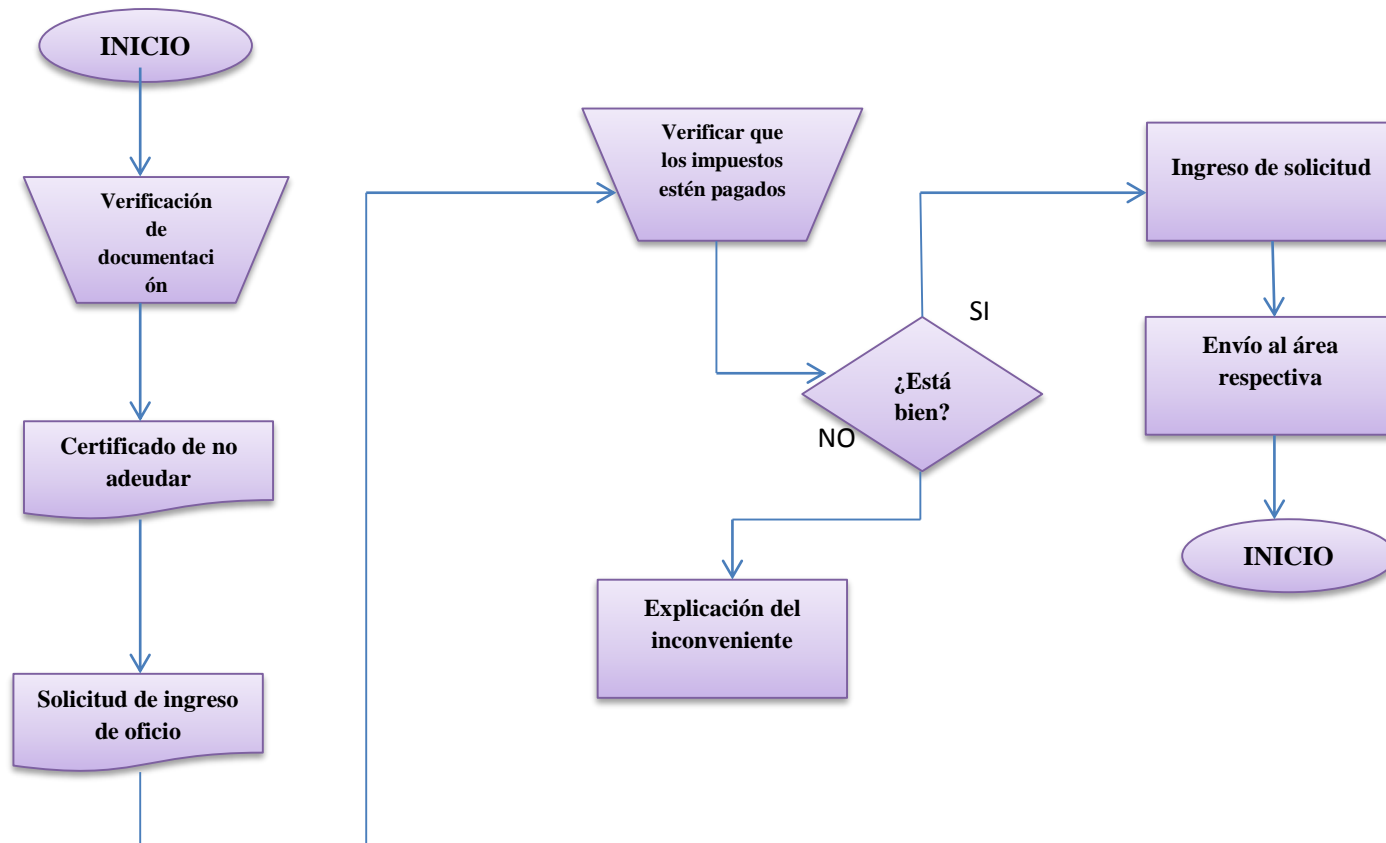 INICIO
Verificación
de
documentaci
ón
Certificado de no
adeudar
Solicitud de ingreso
de oficio
Verificar que
los impuestos
estén pagados
¿Está
bien?
SI
NO
Explicación del
inconveniente
Ingreso de solicitud
Envío al área
respectiva
INICIO